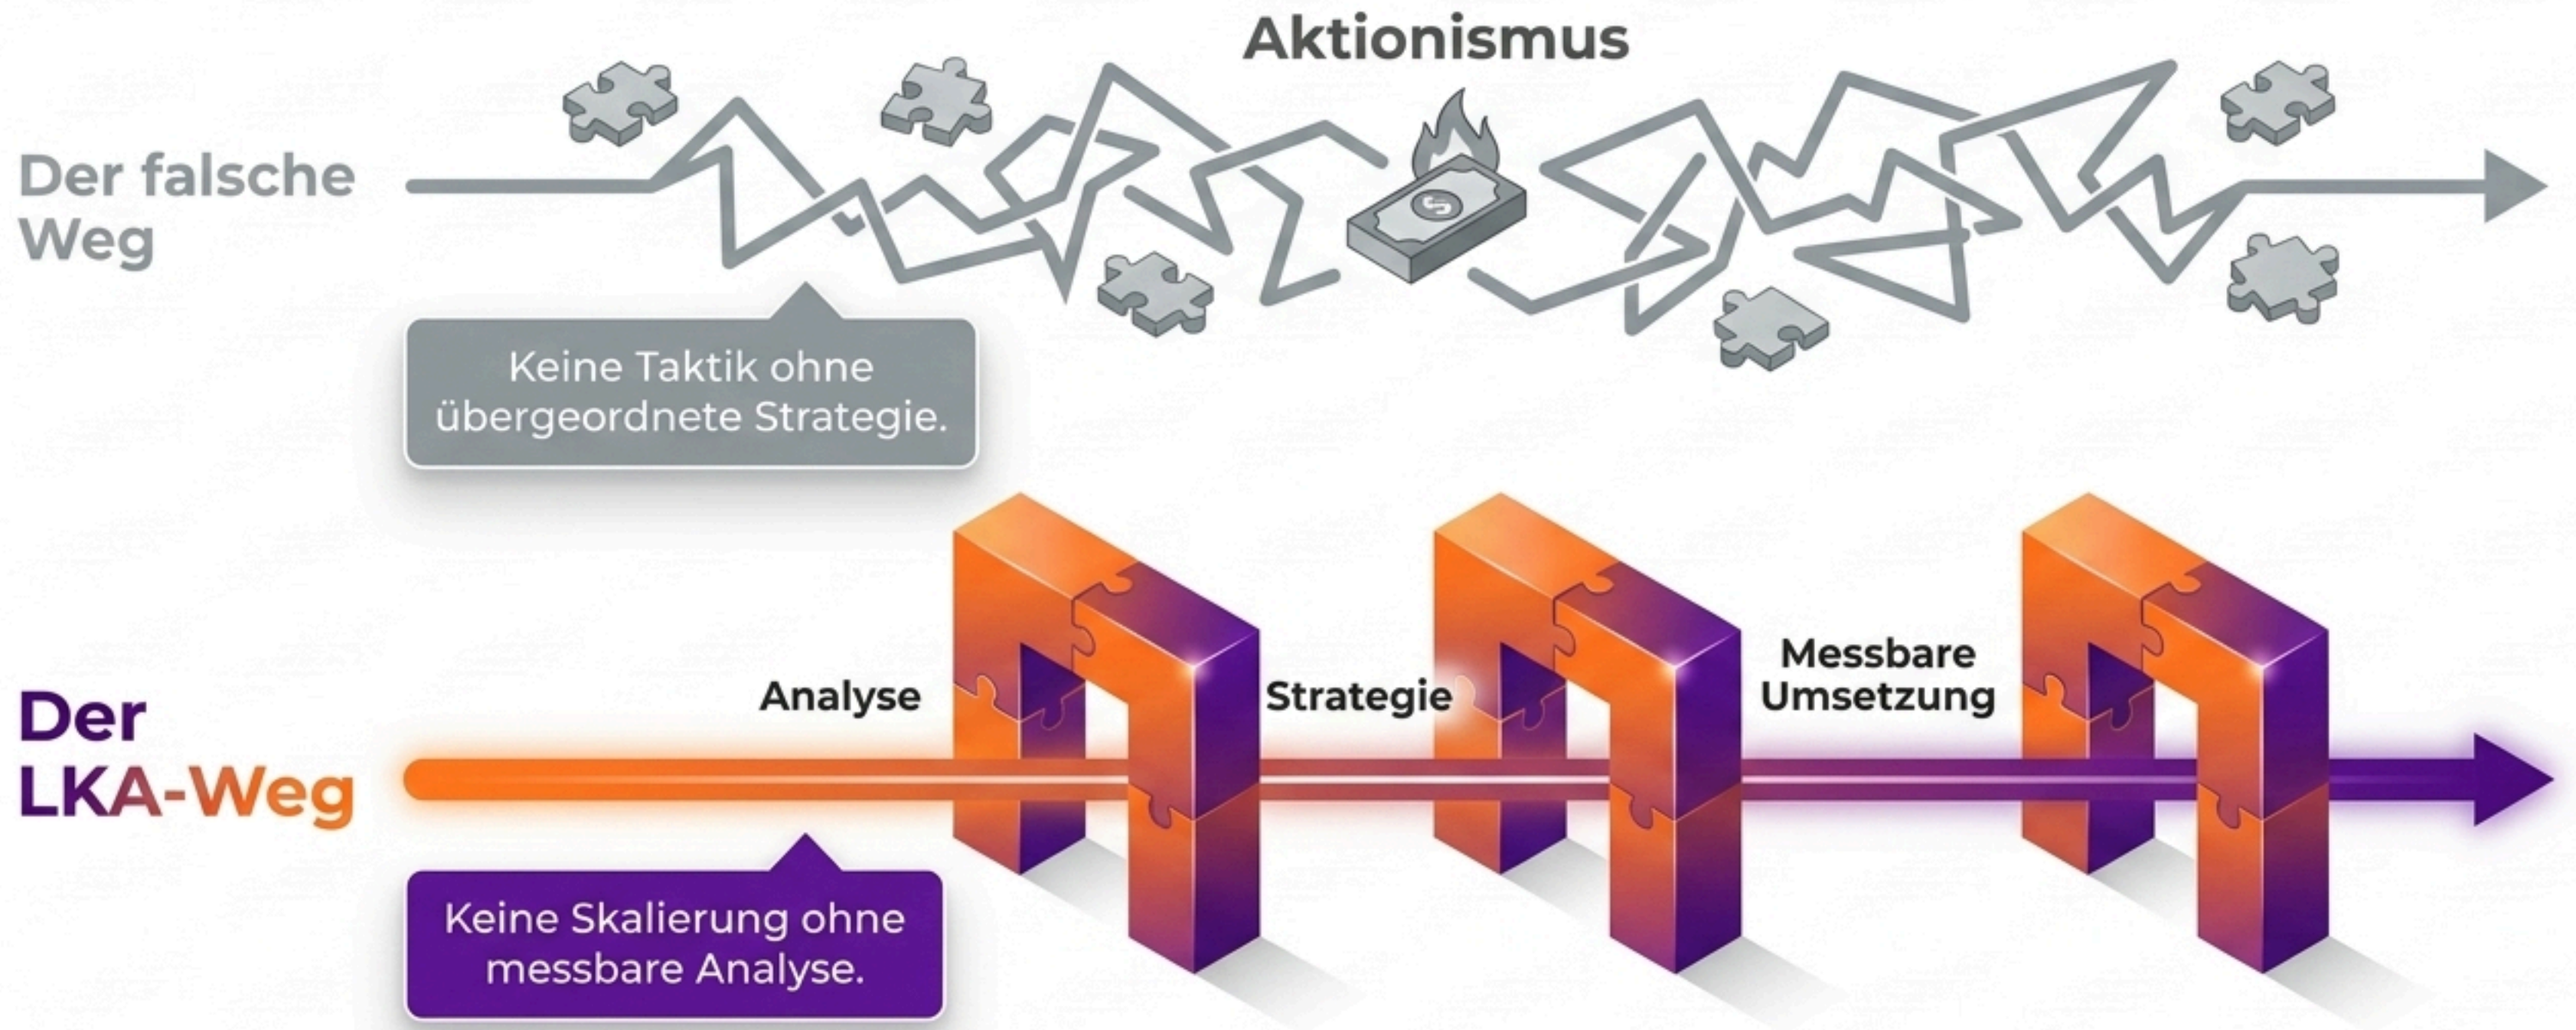 Aktionismus
Der falsche
Weg
Keine Taktik ohne
übergeordnete Strategie.
Analyse
Strategie
Messbare
Umsetzung
Der
LKA-Weg
Keine Skalierung ohne
messbare Analyse.